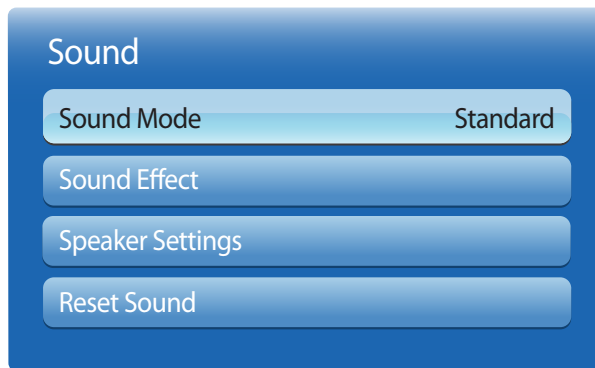 Sound
Sound Mode Standard
Sound Effect
Speaker Settings
Reset Sound